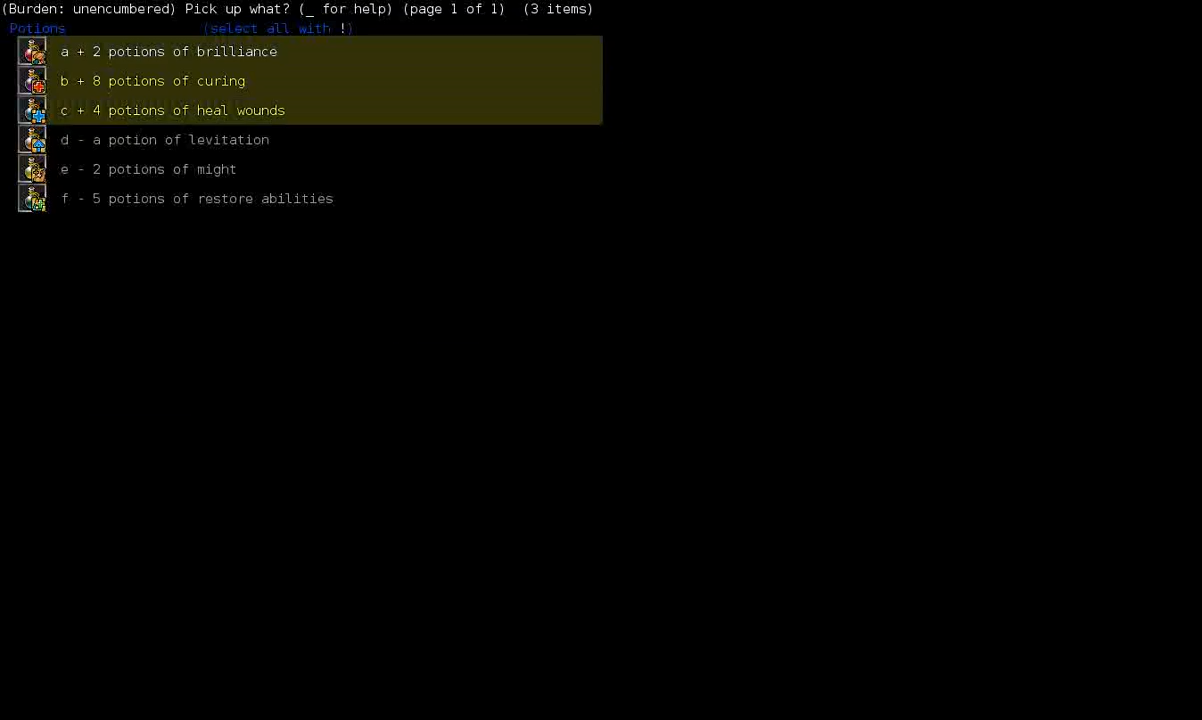 (Burden: unencumbered) Pick up what? (_ for help) (page 1 of 1) (3 items)
Potions (select all with !)
a + 2 potions of brilliance
b + 8 potions of curing
c + 4 potions of heal wounds
d - a potion of levitation
e - 2 potions of might
f - 5 potions of restore abilities